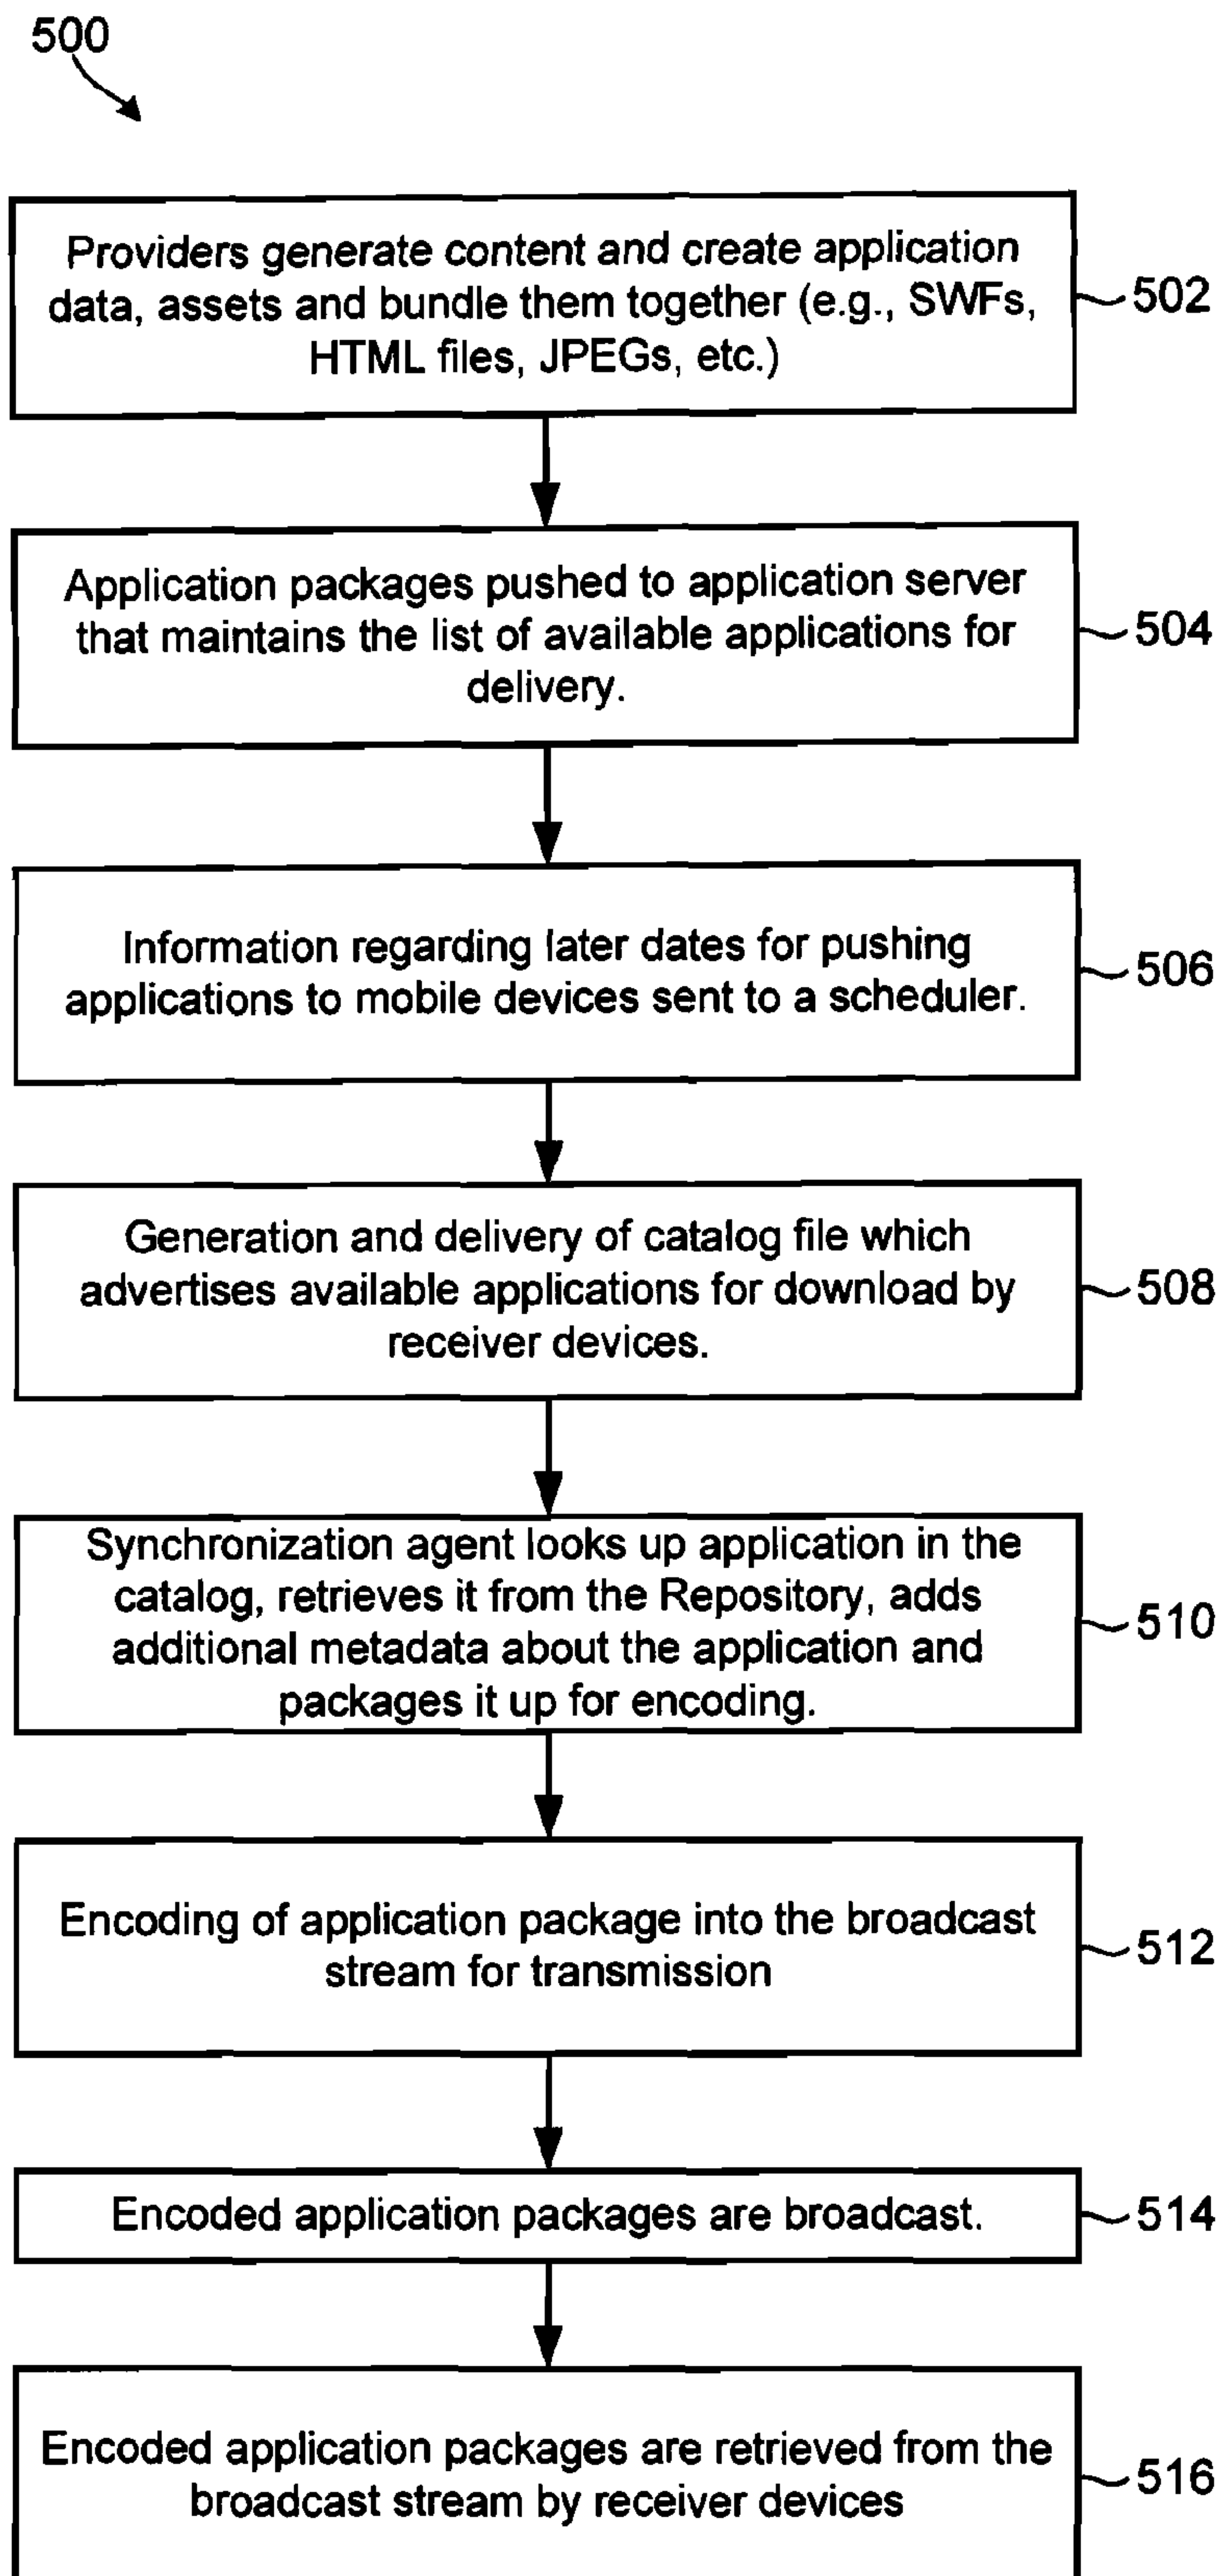 500
Providers generate content and create application
data, assets and bundle them together (e.g., SWFs,
HTML files, JPEGs, etc.)
502
Application packages pushed to application server
that maintains the list of available applications for
delivery.
504
Information regarding later dates for pushing
applications to mobile devices sent to a scheduler.
506
Generation and delivery of catalog file which
advertises available applications for download by
receiver devices.
508
Synchronization agent looks up application in the
catalog, retrieves it from the Repository, adds
additional metadata about the application and
packages it up for encoding.
510
Encoding of application package into the broadcast
stream for transmission
512
Encoded application packages are broadcast.
514
Encoded application packages are retrieved from the
broadcast stream by receiver devices
516